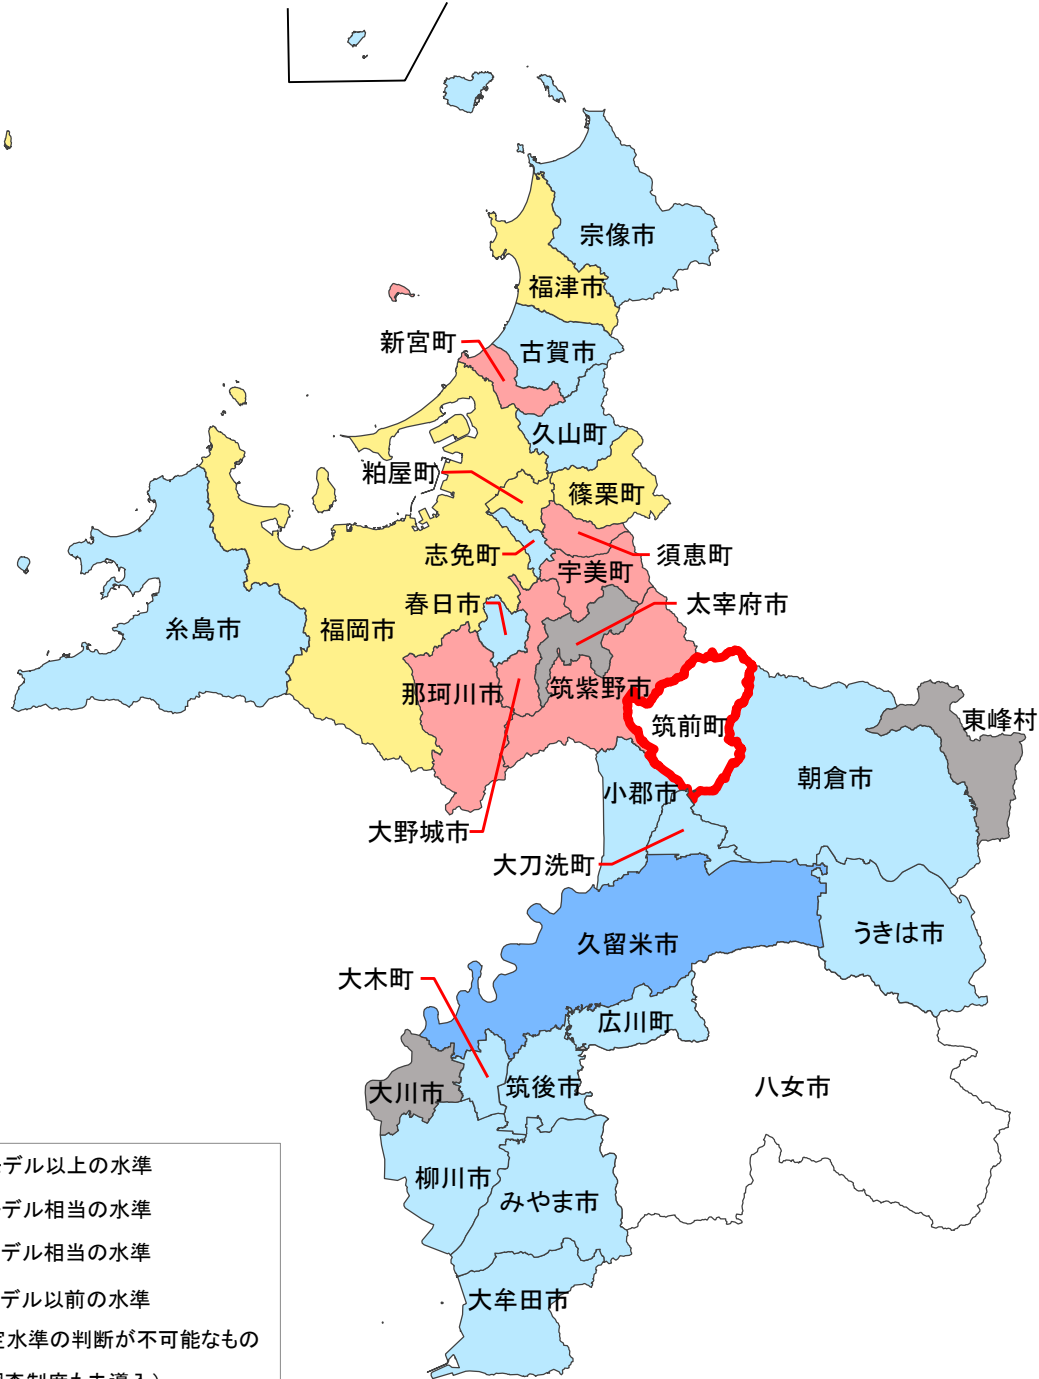 宗像市
福津市
新宮町
古賀市
久山町
粕屋町
篠栗町
志免町
須恵町
宇美町
春日市
太宰府市
糸島市
福岡市
那珂川市
筑紫野市
筑前町
東峰村
朝倉市
小郡市
大野城市
大刀洗町
うきは市
久留米市
大木町
広川町
大川市
筑後市
八女市
柳川市
みやま市
大牟田市
デル以上の水準
デル相当の水準
デル相当の水準
デル以前の水準
水準の判断が不可能なもの